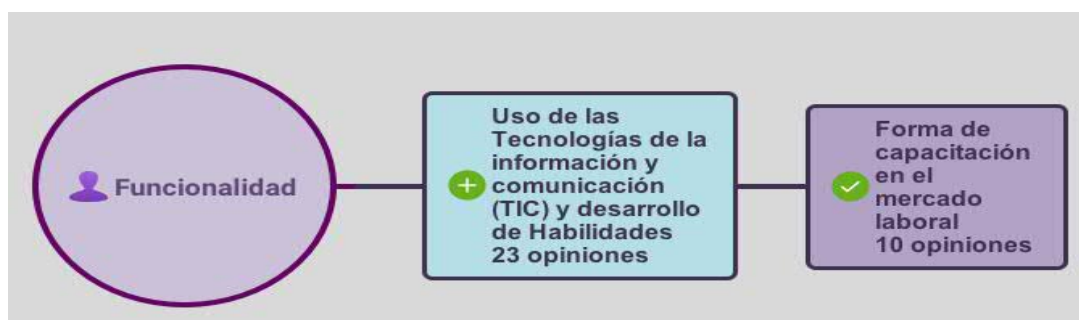 Funcionalidad
Uso de las
Tecnologías de la
información y
comunicación
(TIC) y desarrollo
de Habilidades
23 opiniones
Forma de
capacitación
en el
mercado
laboral
10 opiniones